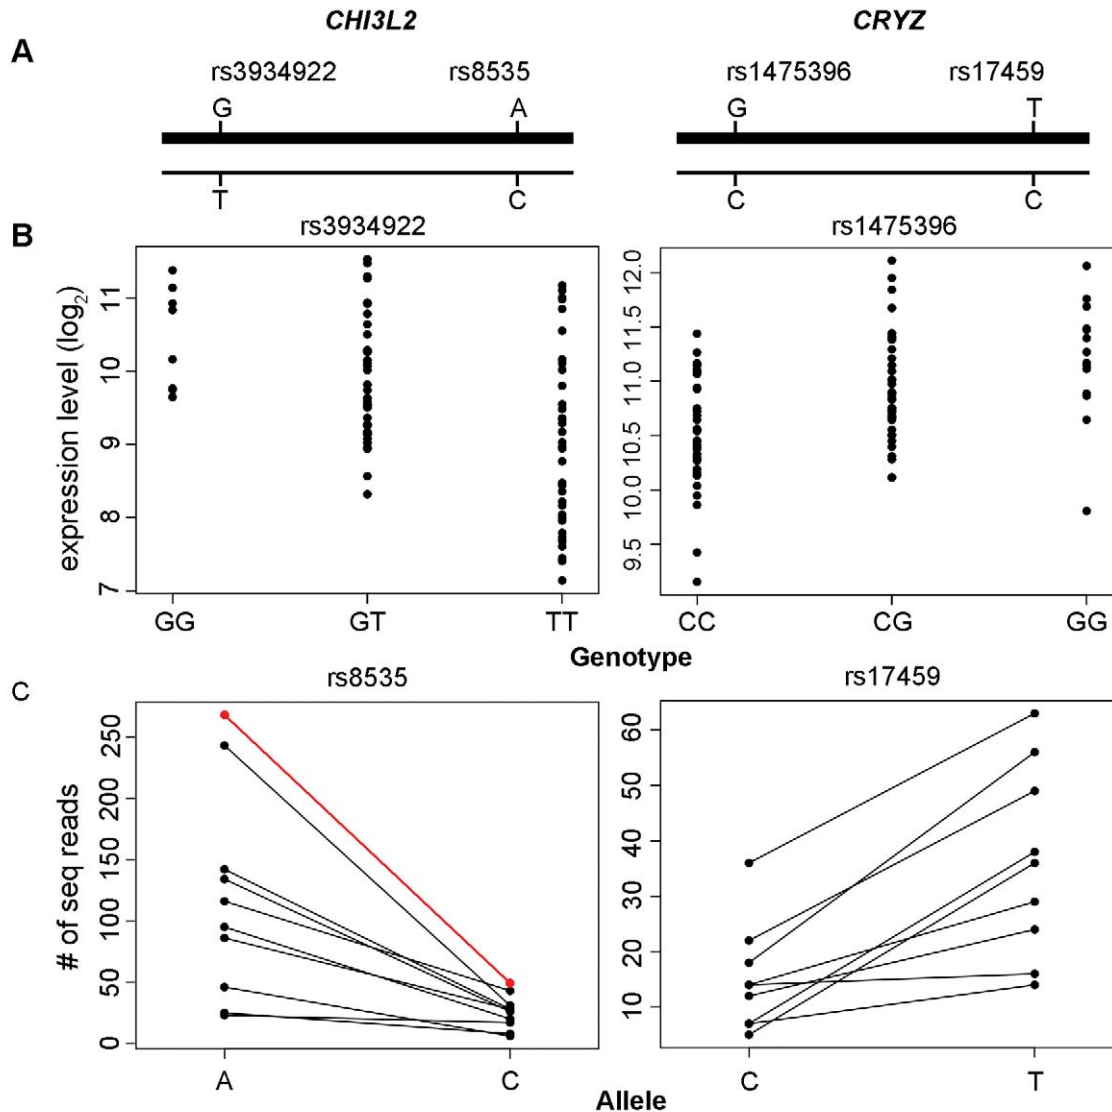 CHI3L2 CRYZ
A
rs3934922 rs8535 rs1475396 rs17459
G A G T
T C C C
B
rs3934922 rs1475396
expression level (log2)
11
10
9
8
7
12.0
11.5
11.0
10.5
10.0
9.5
GG GT TT CC CG GG
Genotype
C
rs8535 rs17459
# of seq reads
250
200
150
100
50
0
60
50
40
30
20
10
A C C T
Allele